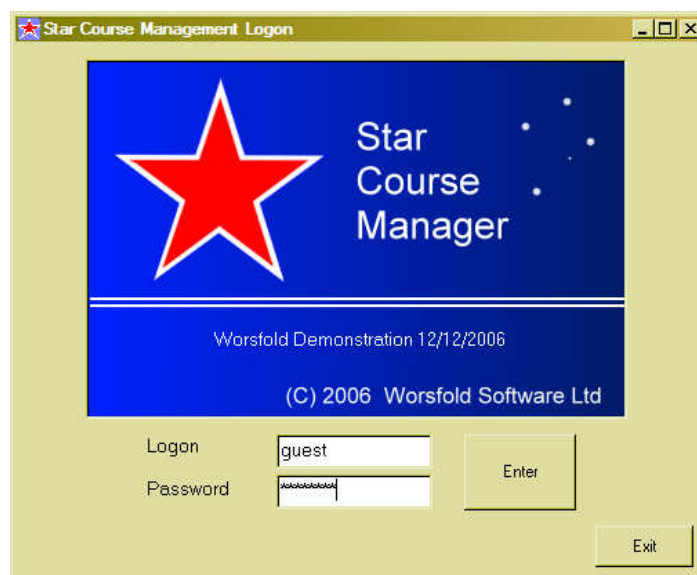 Star Course Management Logon
Star
Course
Manager
Worsfold Demonstration 12/12/2006
(C) 2006 Worsfold Software Ltd
Logon
guest
Enter
Password
*********
Exit